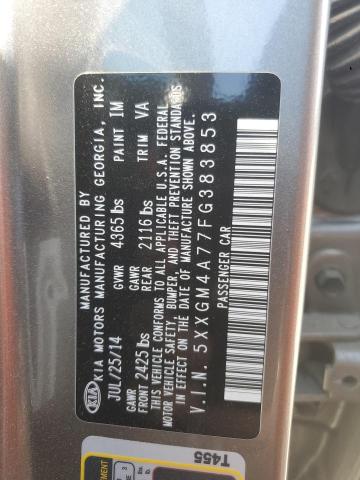 KIA
MANUFACTURED BY
KIA MOTORS MANUFACTURING GEORGIA, INC.
JUL/25/14 GVWR 4365 lbs PAINT IM
GAWR FRONT 2425 lbs GAWR REAR 2116 lbs TRIM VA
THIS VEHICLE CONFORMS TO ALL APPLICABLE U.S.A. FEDERAL
MOTOR VEHICLE SAFETY, BUMPER, AND THEFT PREVENTION STANDARDS
IN EFFECT ON THE DATE OF MANUFACTURE SHOWN ABOVE.
V.I.N. 5XXGM4A77FG383853
PASSENGER CAR
T455